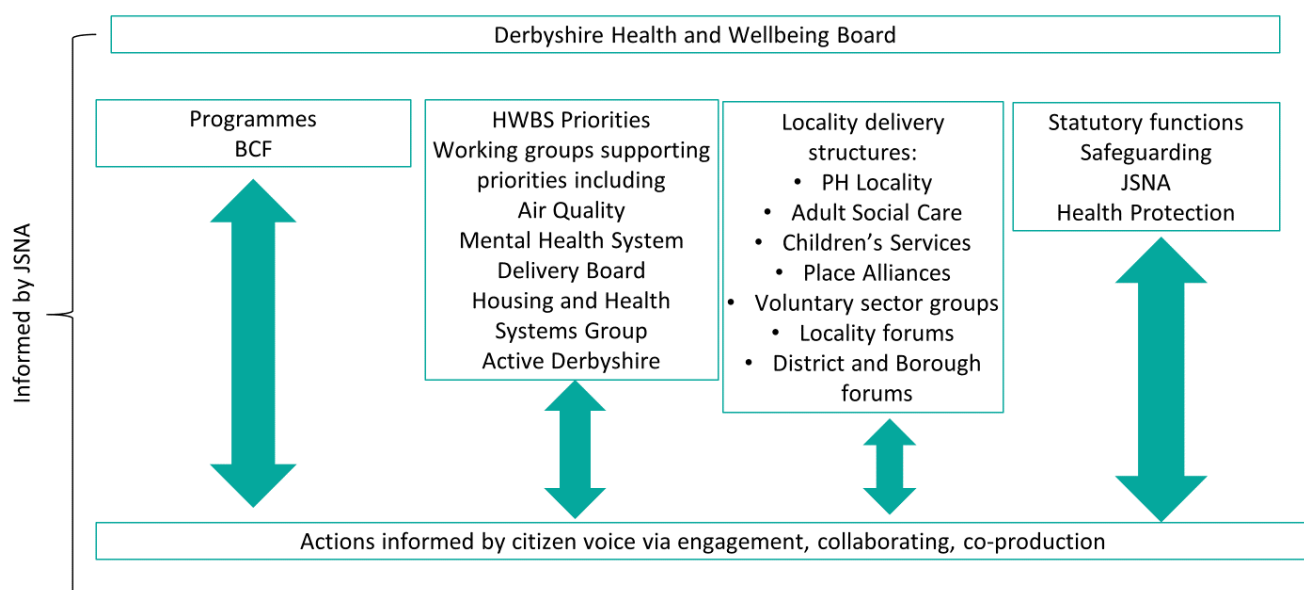 Derbyshire Health and Wellbeing Board
Informed by JSNA
Programmes
BCF
HWBS Priorities
Working groups supporting
priorities including
Air Quality
Mental Health System
Delivery Board
Housing and Health
Systems Group
Active Derbyshire
Locality delivery
structures:
• PH Locality
• Adult Social Care
• Children’s Services
• Place Alliances
• Voluntary sector groups
• Locality forums
• District and Borough
forums
Statutory functions
Safeguarding
JSNA
Health Protection
Actions informed by citizen voice via engagement, collaborating, co-production